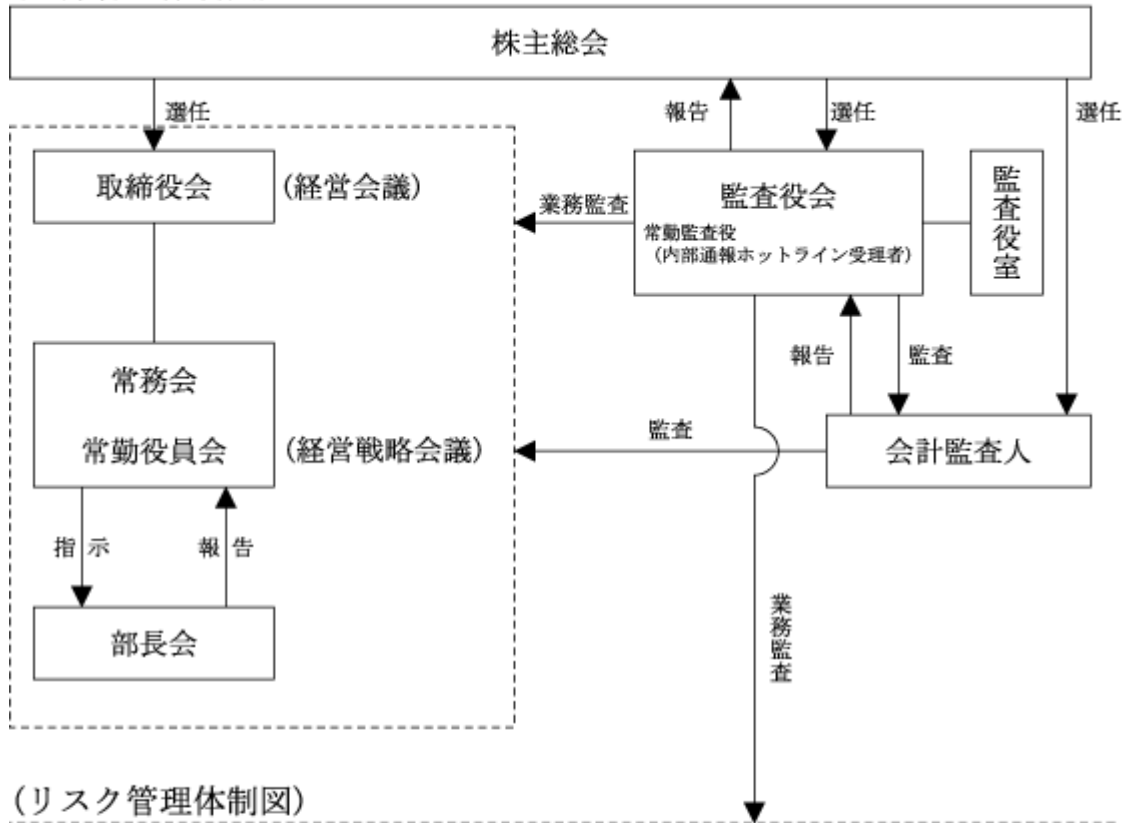 株主総会
選任
報告
選任
選任
取締役会
(経営会議)
業務監査
監査役会
常勤監査役
(内部通報ホットライン受理者)
監査役室
常務会
常勤役員会
(経営戦略会議)
報告
監査
監査
会計監査人
指示
報告
部長会
業務監査
(リスク管理体制図)